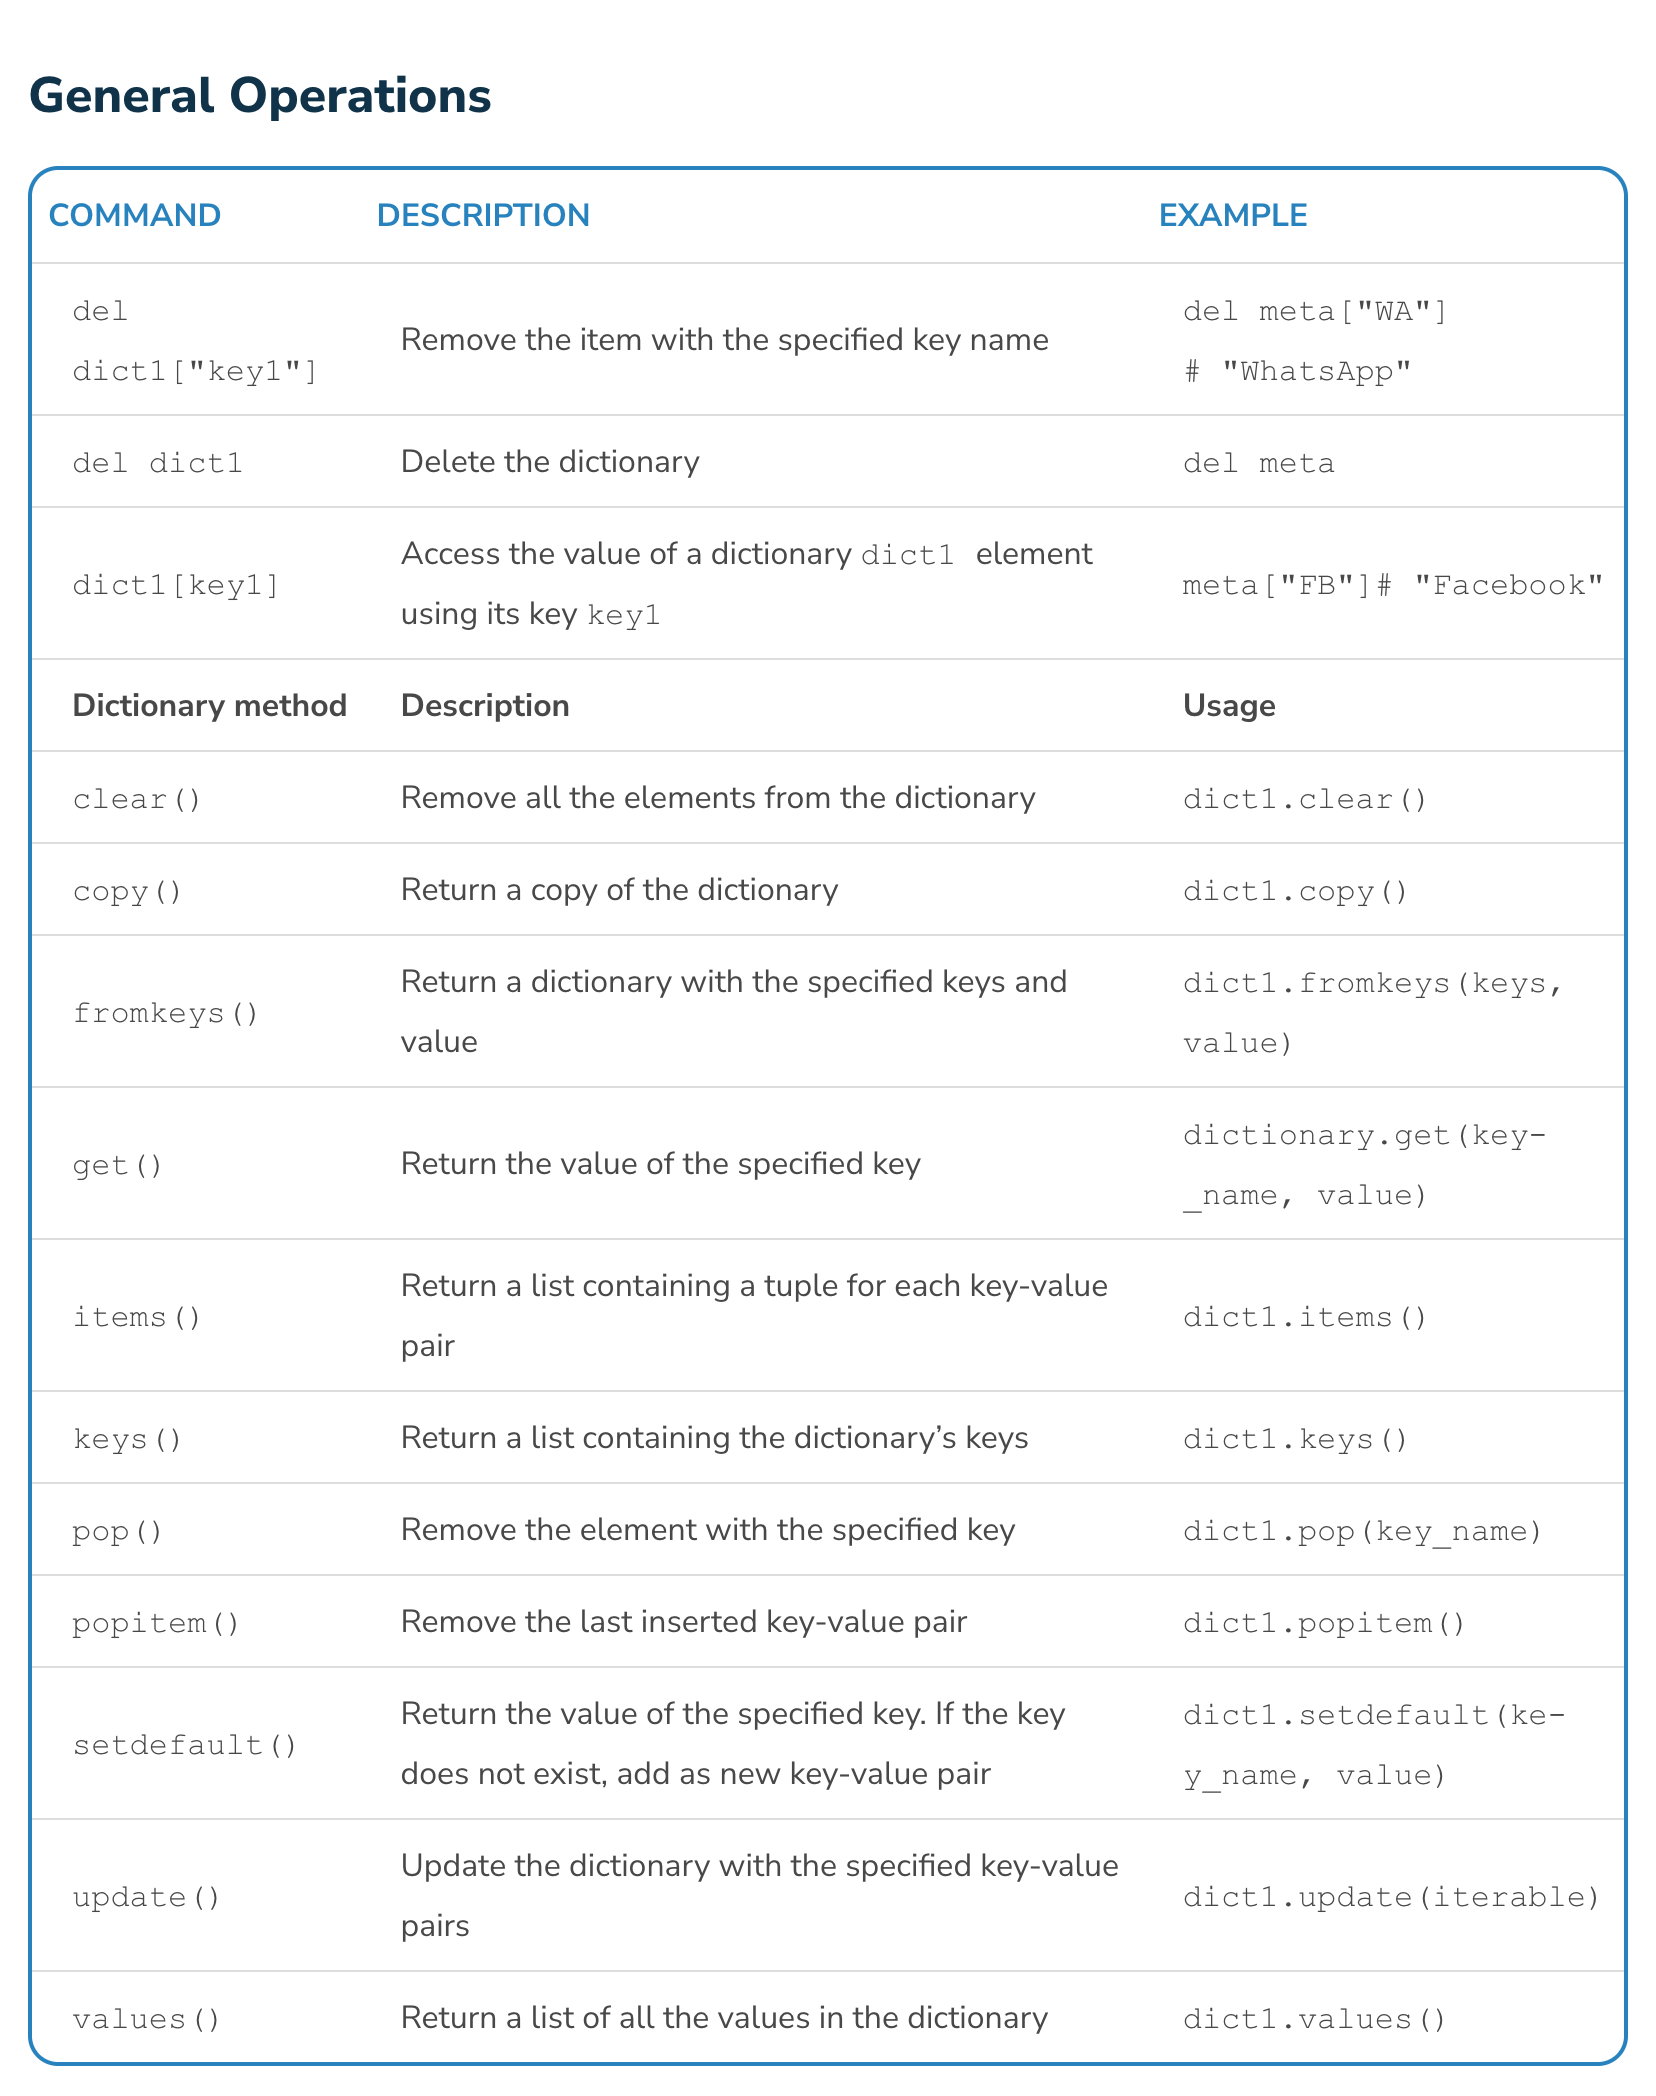 General Operations
COMMAND DESCRIPTION EXAMPLE
del
dict1["key1"]
Remove the item with the specified key name
del meta["WA"]
# "WhatsApp"
del dict1 Delete the dictionary del meta
dict1[key1]
Access the value of a dictionary dict1 element
using its key key1
meta["FB"]# "Facebook"
Dictionary method Description Usage
clear() Remove all the elements from the dictionary dict1.clear()
copy() Return a copy of the dictionary dict1.copy()
fromkeys()
Return a dictionary with the specified keys and
value
dict1.fromkeys(keys,
value)
get()
Return the value of the specified key
dictionary.get(key-
_name, value)
items()
Return a list containing a tuple for each key-value
pair
dict1.items()
keys() Return a list containing the dictionary’s keys dict1.keys()
pop() Remove the element with the specified key dict1.pop(key_name)
popitem() Remove the last inserted key-value pair dict1.popitem()
setdefault()
Return the value of the specified key. If the key
does not exist, add as new key-value pair
dict1.setdefault(ke-
y_name, value)
update()
Update the dictionary with the specified key-value
pairs
dict1.update(iterable)
values() Return a list of all the values in the dictionary dict1.values()